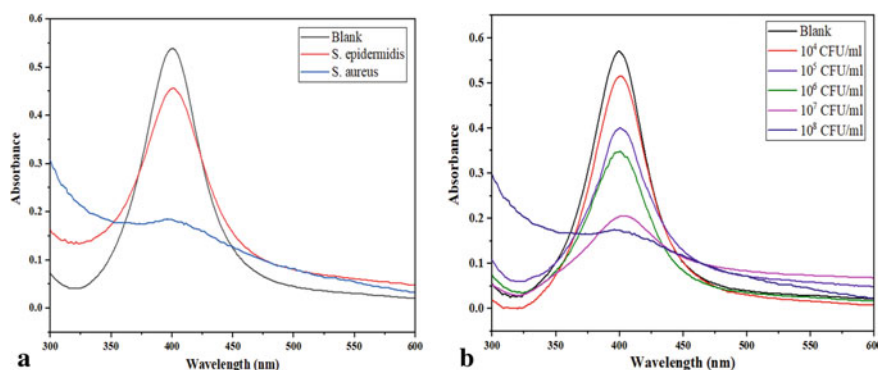 Blank
S. epidermidis
S. aureus
0.6
0.5
0.4
0.3
0.2
0.1
0.0
Absorbance
300 350 400 450 500 550 600
Wavelength (nm)
a
Blank
10⁴ CFU/ml
10⁵ CFU/ml
10⁶ CFU/ml
10⁷ CFU/ml
10⁸ CFU/ml
0.6
0.5
0.4
0.3
0.2
0.1
0.0
Absorbance
300 350 400 450 500 550 600
Wavelength (nm)
b